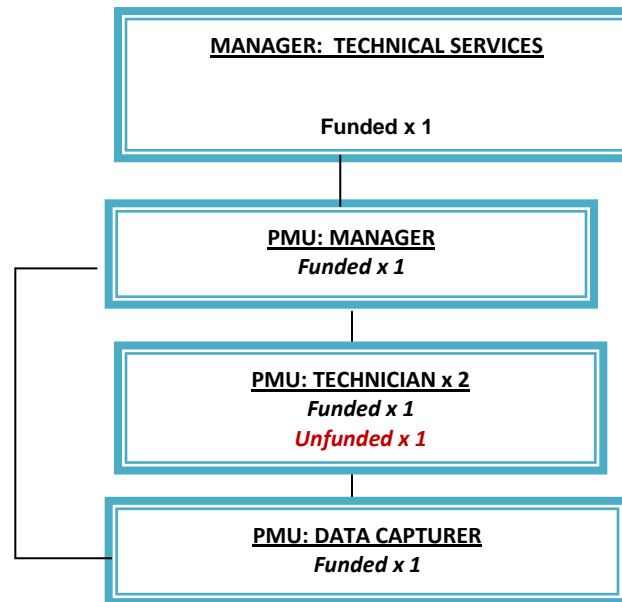 MANAGER:  TECHNICAL SERVICES
Funded x 1
PMU: MANAGER
Funded x 1
PMU: TECHNICIAN x 2
Funded x 1
Unfunded x 1
PMU: DATA CAPTURER
Funded x 1